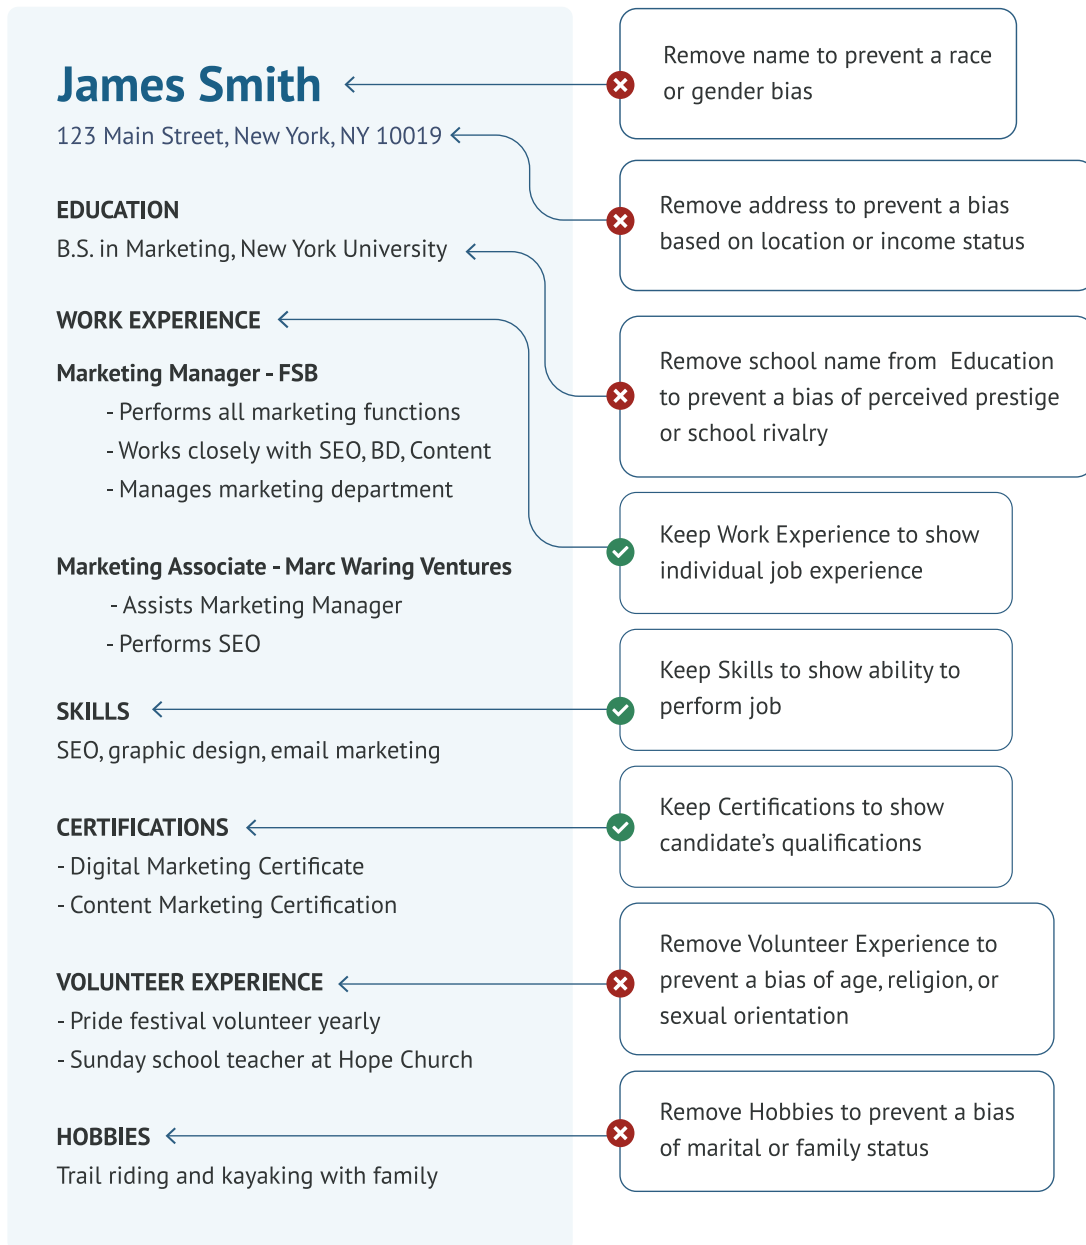 James Smith
123 Main Street, New York, NY 10019
EDUCATION
B.S. in Marketing, New York University
WORK EXPERIENCE
Marketing Manager - FSB
- Performs all marketing functions
- Works closely with SEO, BD, Content
- Manages marketing department
Marketing Associate - Marc Waring Ventures
- Assists Marketing Manager
- Performs SEO
SKILLS
SEO, graphic design, email marketing
CERTIFICATIONS
- Digital Marketing Certificate
- Content Marketing Certification
VOLUNTEER EXPERIENCE
- Pride festival volunteer yearly
- Sunday school teacher at Hope Church
HOBBIES
Trail riding and kayaking with family
Remove name to prevent a race
or gender bias
Remove address to prevent a bias
based on location or income status
Remove school name from Education
to prevent a bias of perceived prestige
or school rivalry
Keep Work Experience to show
individual job experience
Keep Skills to show ability to
perform job
Keep Certifications to show
candidate's qualifications
Remove Volunteer Experience to
prevent a bias of age, religion, or
sexual orientation
Remove Hobbies to prevent a bias
of marital or family status